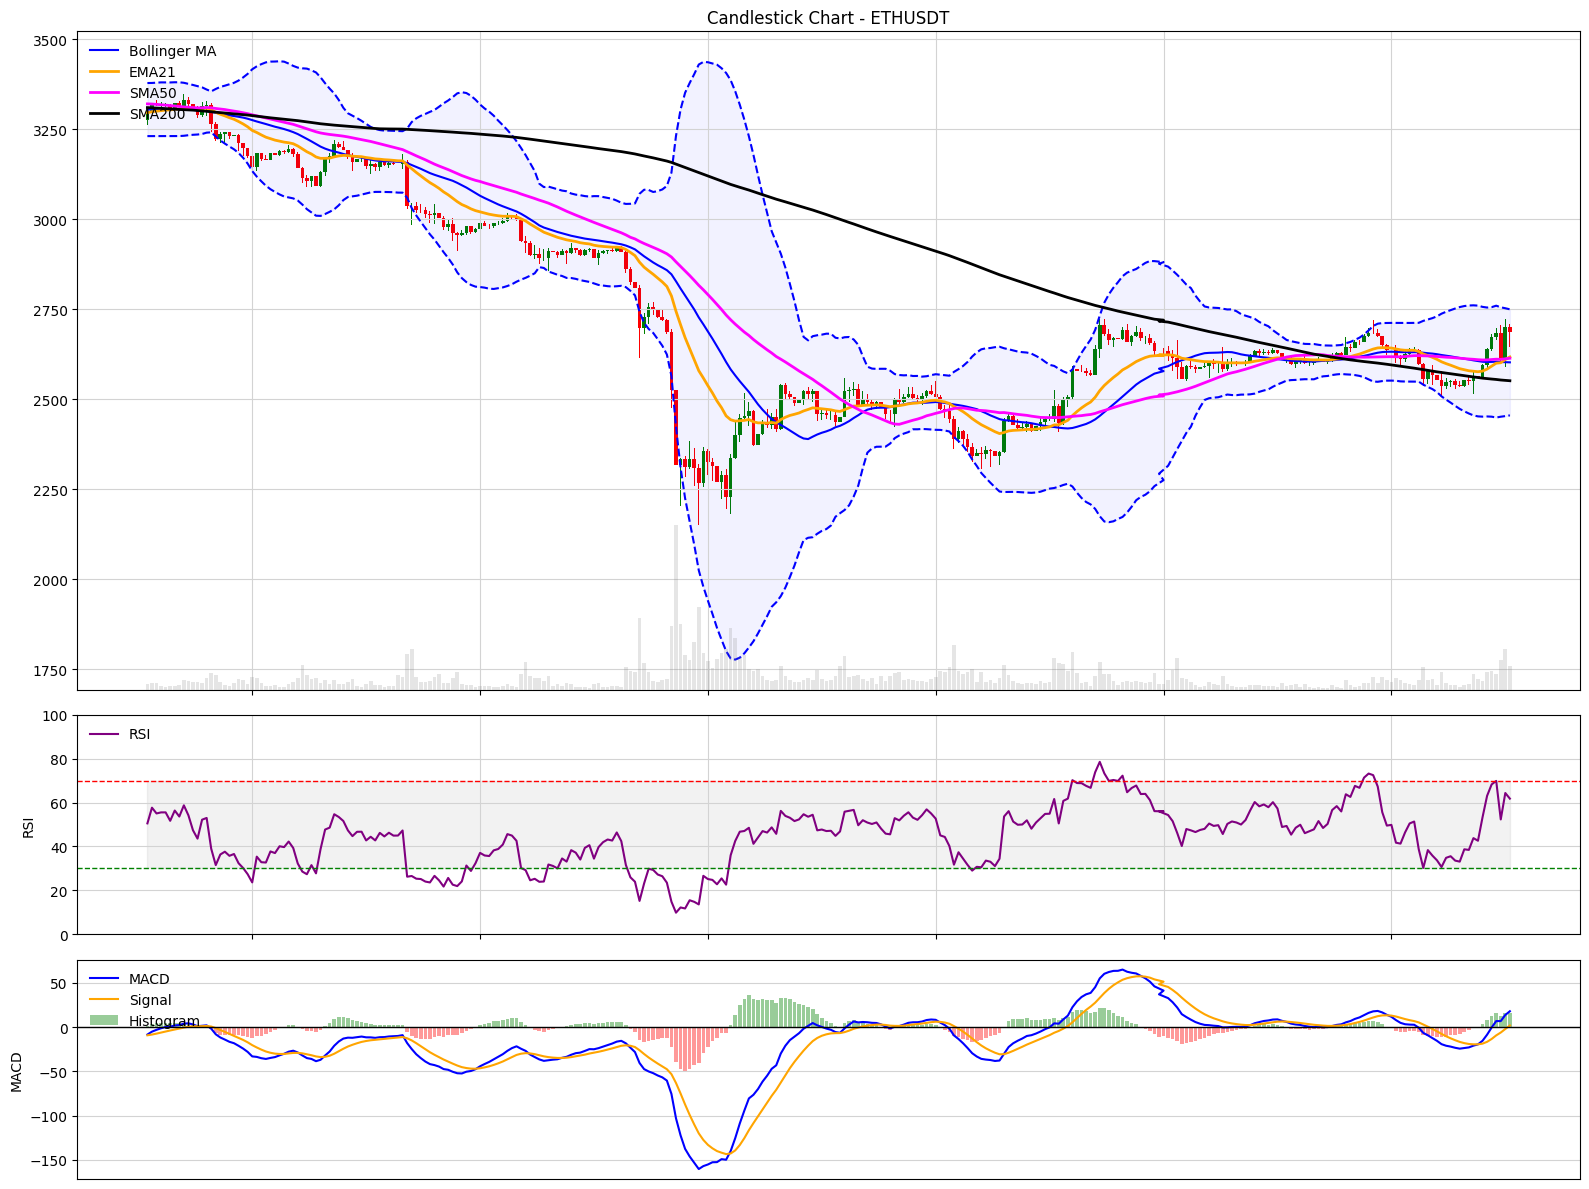 Candlestick Chart - ETHUSDT
3500
3250
3000
2750
2500
2250
2000
1750
Bollinger MA
EMA21
SMA50
SMA200
100
80
60
40
20
0
RSI
RSI
50
0
−50
−100
−150
MACD
MACD
Signal
Histogram